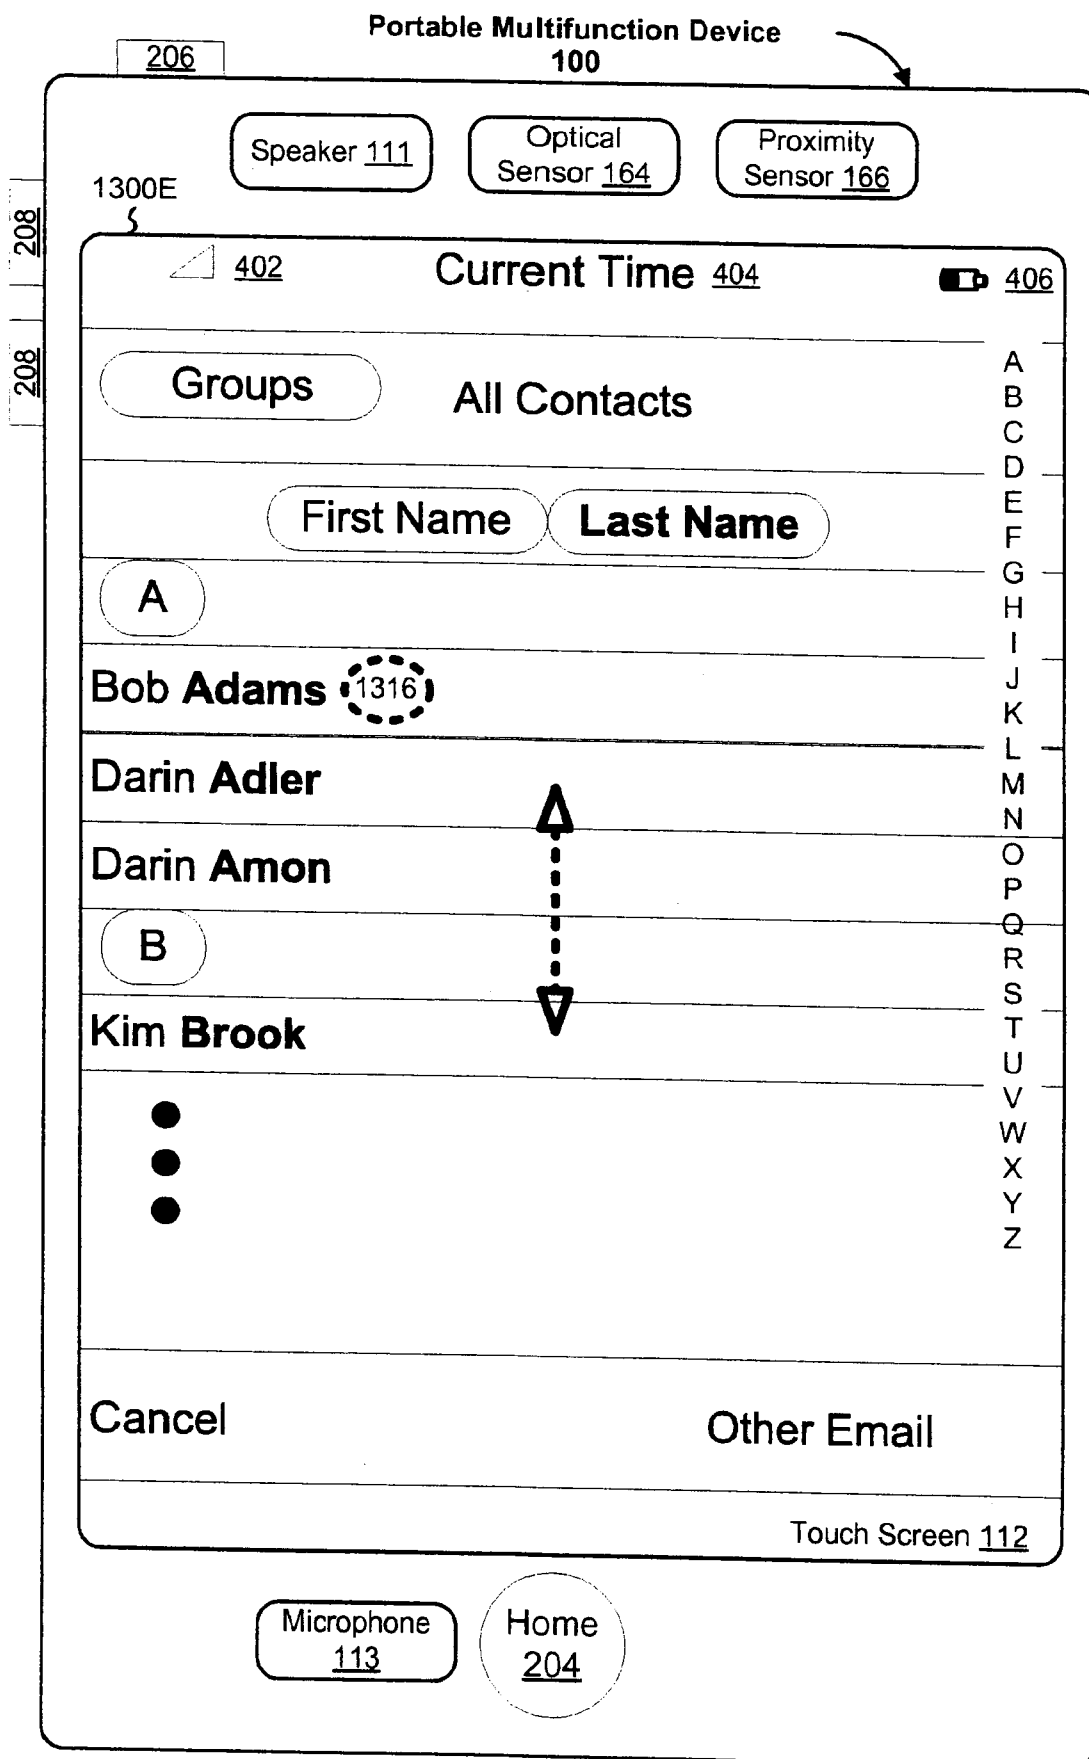 Portable Multifunction Device
100
206
Speaker 111
Optical
Sensor 164
Proximity
Sensor 166
1300E
208
208
402
Current Time 404
406
Groups
All Contacts
First Name
Last Name
A
Bob Adams 1316
Darin Adler
Darin Amon
B
Kim Brook
A
B
C
D
E
F
G
H
I
J
K
L
M
N
O
P
Q
R
S
T
U
V
W
X
Y
Z
Cancel
Other Email
Touch Screen 112
Microphone
113
Home
204